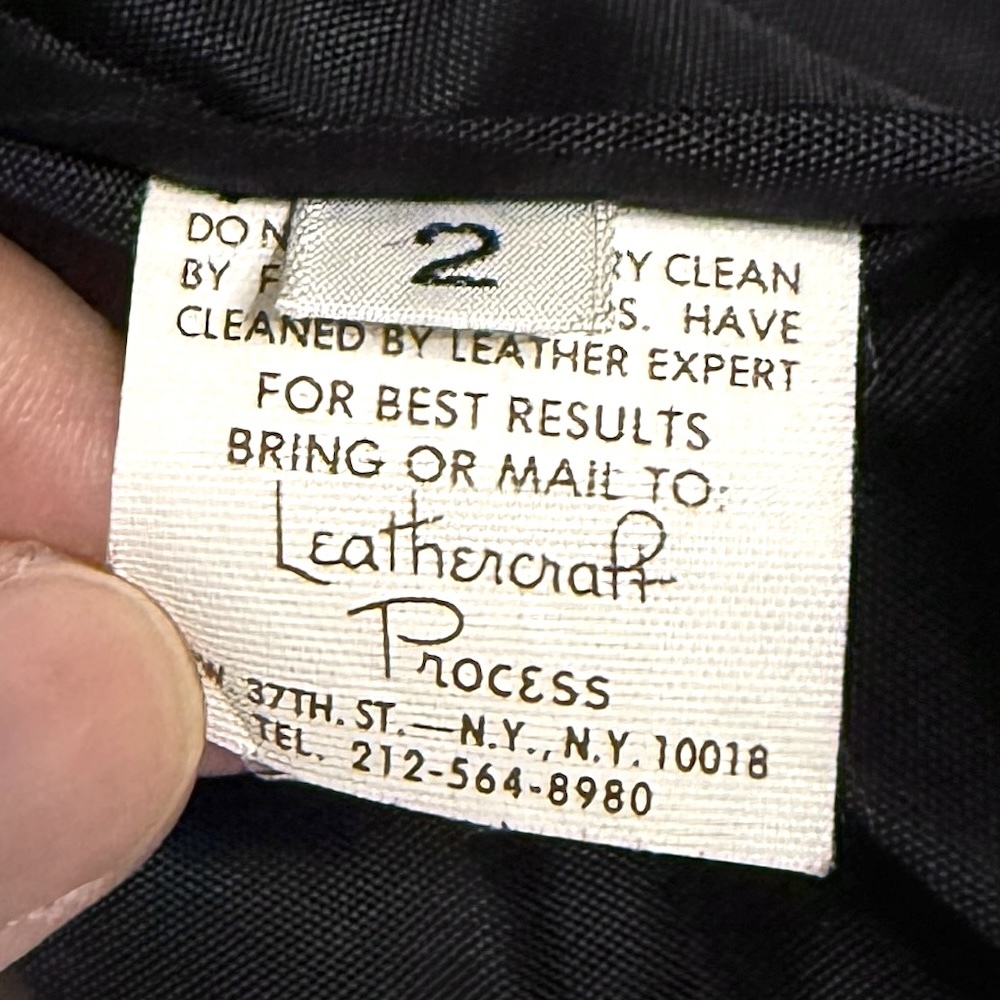 2
DO
BY
CLEAN
HAVE
CLEANED BY LEATHER EXPERT
FOR BEST RESULTS
BRING OR MAIL TO:
Leathercraft
Process
W. 37TH. ST.—N.Y., N.Y. 10018
TEL. 212-564-8980